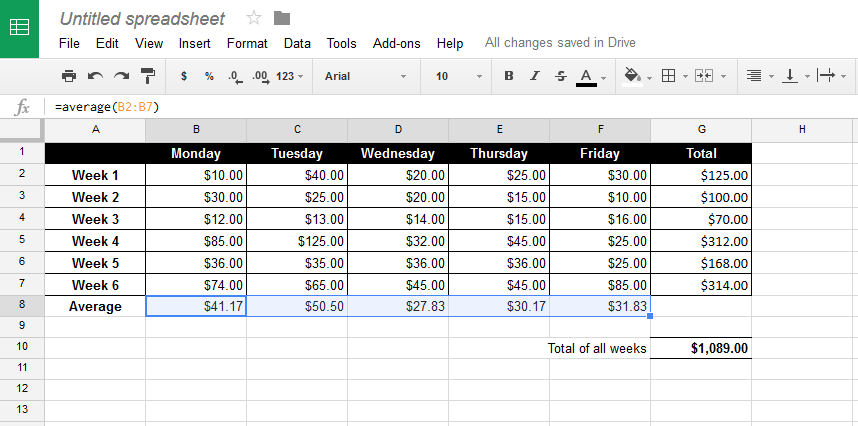 Untitled spreadsheet
File Edit View Insert Format Data Tools Add-ons Help All changes saved in Drive
$ % .0 .00 123 Arial 10 B I S A
fx =average(B2:B7)
A B C D E F G H
1 Monday Tuesday Wednesday Thursday Friday Total
2 Week 1 $10.00 $40.00 $20.00 $25.00 $30.00 $125.00
3 Week 2 $30.00 $25.00 $20.00 $15.00 $10.00 $100.00
4 Week 3 $12.00 $13.00 $14.00 $15.00 $16.00 $70.00
5 Week 4 $85.00 $125.00 $32.00 $45.00 $25.00 $312.00
6 Week 5 $36.00 $35.00 $36.00 $36.00 $25.00 $168.00
7 Week 6 $74.00 $65.00 $45.00 $45.00 $85.00 $314.00
8 Average $41.17 $50.50 $27.83 $30.17 $31.83
9
10 Total of all weeks $1,089.00
11
12
13